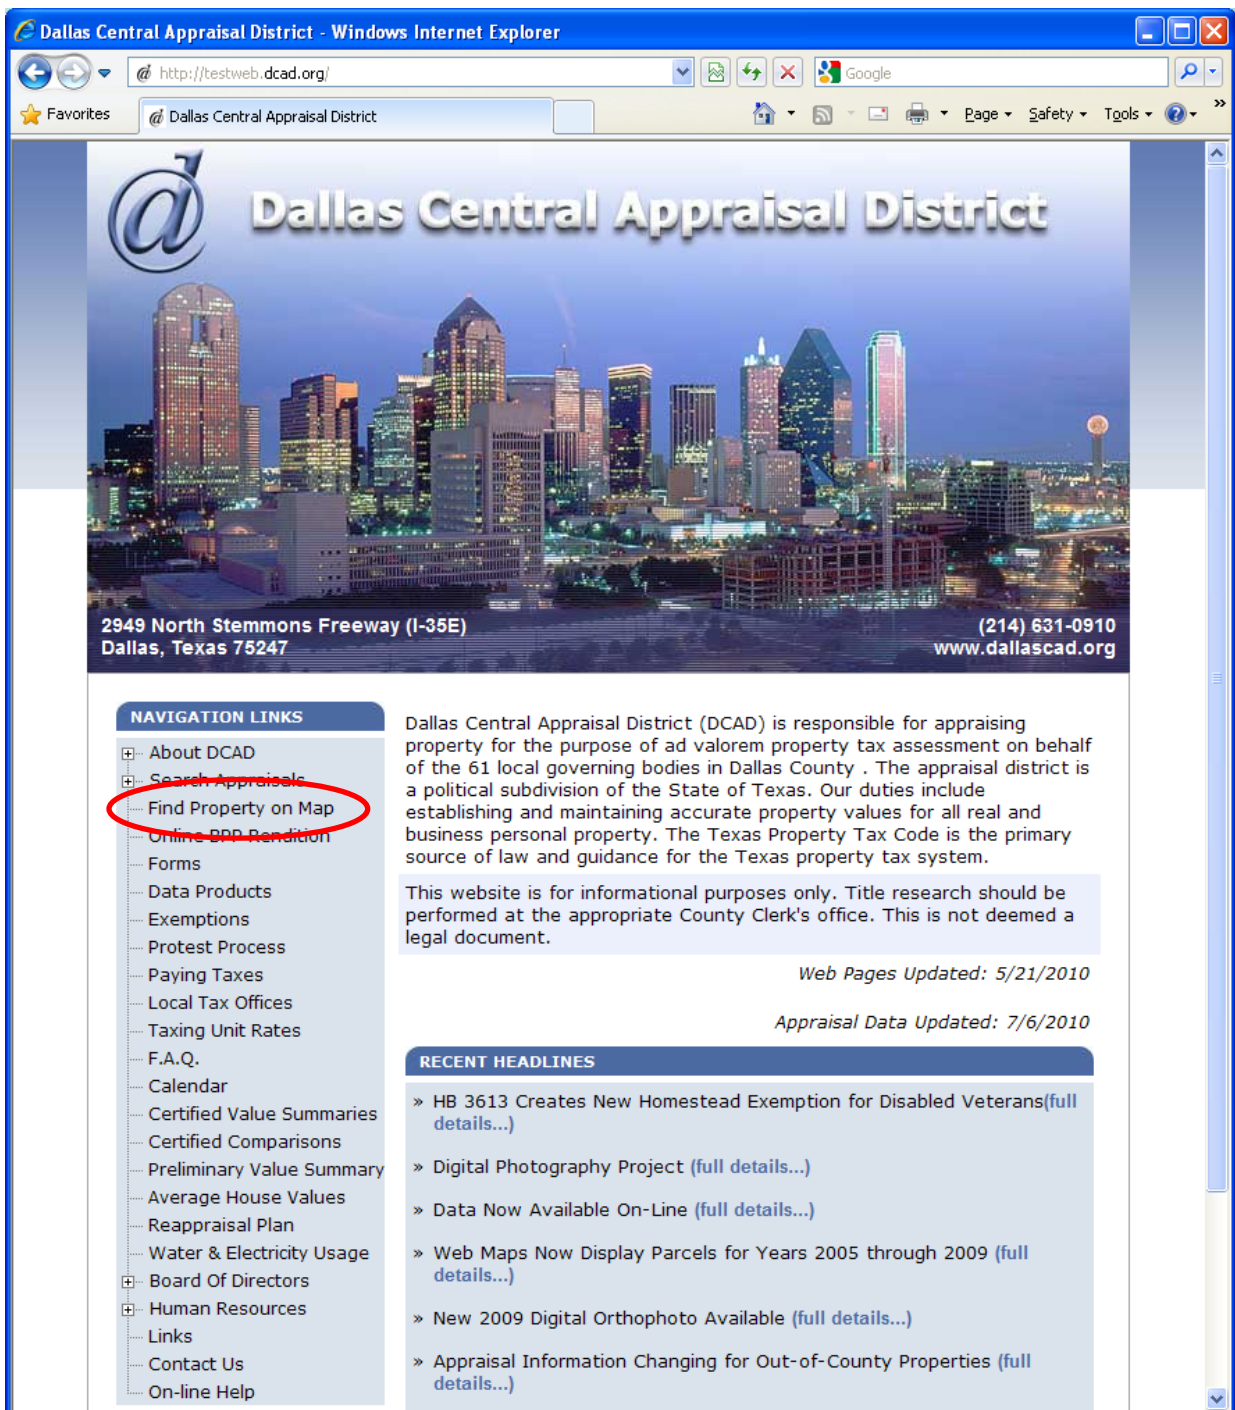 Dallas Central Appraisal District - Windows Internet Explorer
http://testweb.dcad.org/
Google
Favorites
Dallas Central Appraisal District
Page
Safety
Tools
Dallas Central Appraisal District
2949 North Stemmons Freeway (I-35E)
Dallas, Texas 75247
(214) 631-0910
www.dallascad.org
NAVIGATION LINKS
About DCAD
Search Appraisals
Find Property on Map
Online BPP Rendition
Forms
Data Products
Exemptions
Protest Process
Paying Taxes
Local Tax Offices
Taxing Unit Rates
F.A.Q.
Calendar
Certified Value Summaries
Certified Comparisons
Preliminary Value Summary
Average House Values
Reappraisal Plan
Water & Electricity Usage
Board Of Directors
Human Resources
Links
Contact Us
On-line Help
Dallas Central Appraisal District (DCAD) is responsible for appraising
property for the purpose of ad valorem property tax assessment on behalf
of the 61 local governing bodies in Dallas County . The appraisal district is
a political subdivision of the State of Texas. Our duties include
establishing and maintaining accurate property values for all real and
business personal property. The Texas Property Tax Code is the primary
source of law and guidance for the Texas property tax system.
This website is for informational purposes only. Title research should be
performed at the appropriate County Clerk's office. This is not deemed a
legal document.
Web Pages Updated: 5/21/2010
Appraisal Data Updated: 7/6/2010
RECENT HEADLINES
» HB 3613 Creates New Homestead Exemption for Disabled Veterans(full
details...)
» Digital Photography Project (full details...)
» Data Now Available On-Line (full details...)
» Web Maps Now Display Parcels for Years 2005 through 2009 (full
details...)
» New 2009 Digital Orthophoto Available (full details...)
» Appraisal Information Changing for Out-of-County Properties (full
details...)